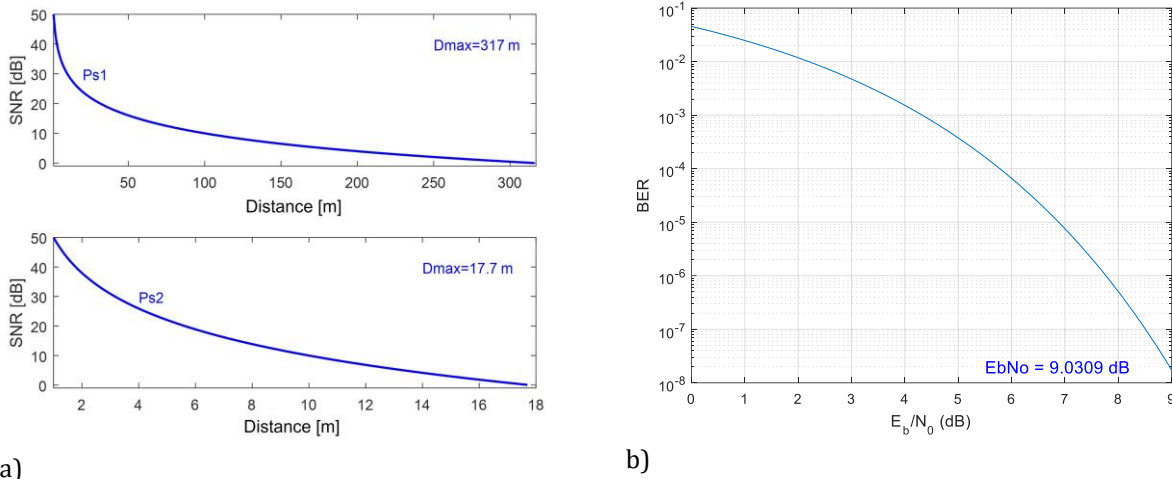 50
40
30
20
10
0
SNR [dB]
Dmax=317 m
Ps1
50 100 150 200 250 300
Distance [m]
50
40
30
20
10
0
SNR [dB]
Dmax=17.7 m
Ps2
2 4 6 8 10 12 14 16 18
Distance [m]
a)
10-1
10-2
10-3
10-4
10-5
10-6
10-7
10-8
BER
EbNo = 9.0309 dB
0 1 2 3 4 5 6 7 8 9
Eb/N0 (dB)
b)